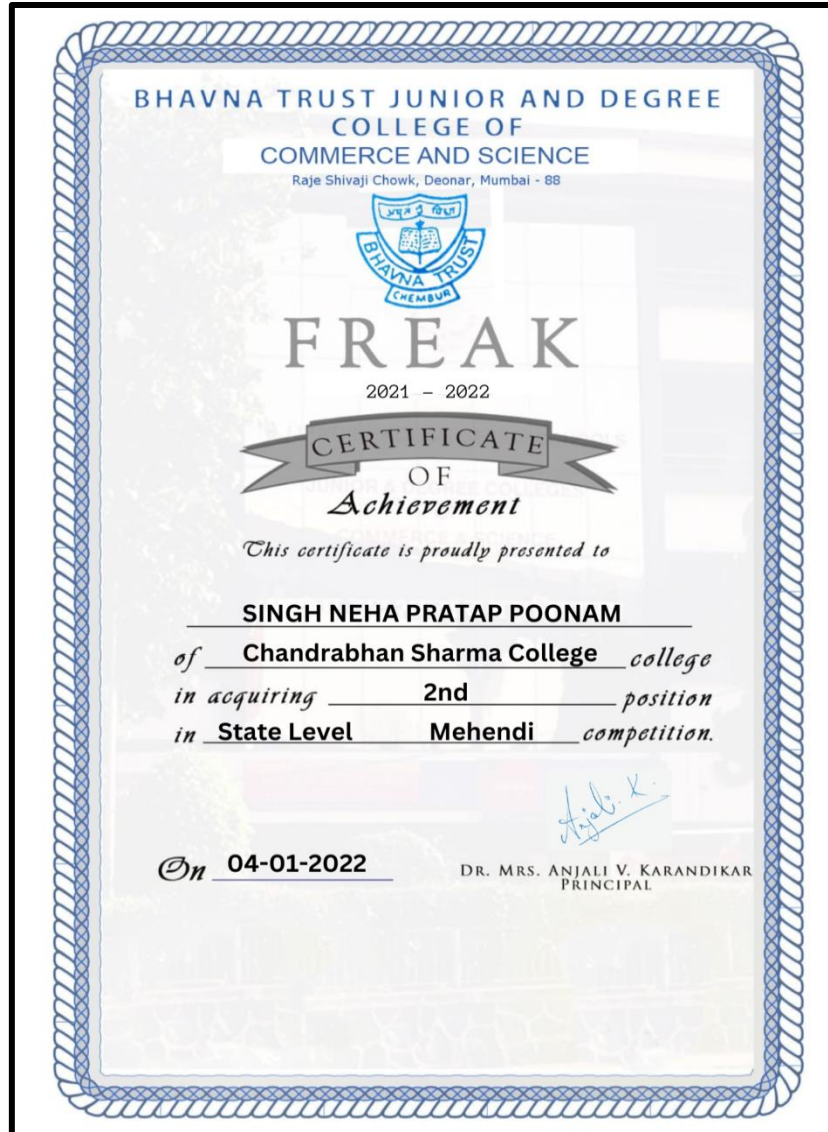 BHAVNA TRUST JUNIOR AND DEGREE
COLLEGE OF
COMMERCE AND SCIENCE
Raje Shivaji Chowk, Deonar, Mumbai - 88
BHAVNA TRUST
CHEMBUR
FREAK
2021 – 2022
CERTIFICATE
OF
Achievement
This certificate is proudly presented to
SINGH NEHA PRATAP POONAM
of Chandrabhan Sharma College college
in acquiring 2nd position
in State Level Mehendi competition.
Anjali. K.
On 04-01-2022
DR. MRS. ANJALI V. KARANDIKAR
PRINCIPAL